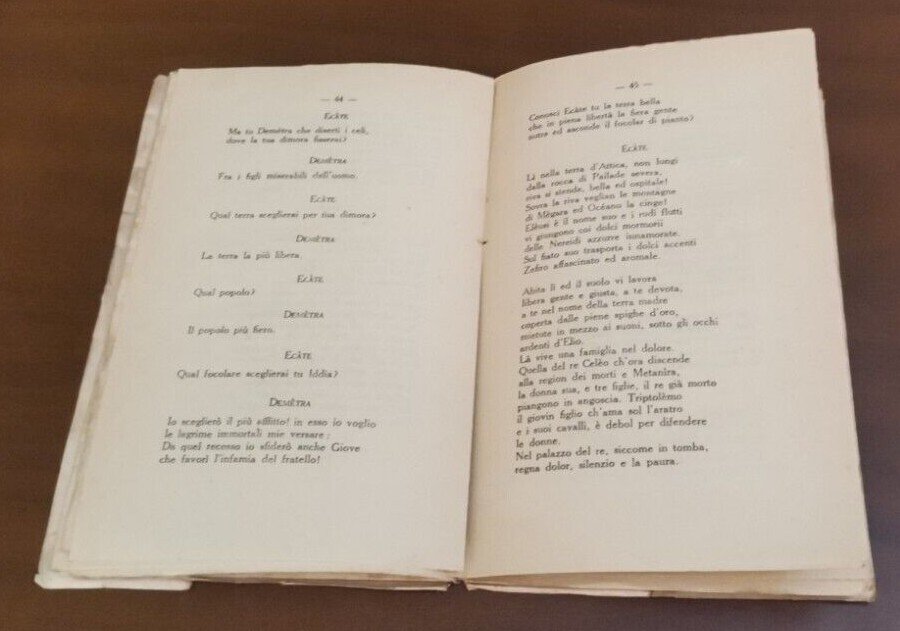 — 44 —
ECÀTE
Ma tu Demètra che diserti i celi,
dove la tua dimora fisserai?
DEMÈTRA
Fra i figli miserabili dell'uomo.
ECÀTE
Qual terra sceglierai per tua dimora?
DEMÈTRA
La terra la più libera.
ECÀTE
Qual popolo?
DEMÈTRA
Il popolo più fiero.
ECÀTE
Qual focolare sceglierai tu Iddia?
DEMÈTRA
Io sceglierò il più afflitto! in esso io voglio
le lagrime immortali mie versare:
Da quel recesso io sfiderò anche Giove
che favorì l'infamia del fratello!
— 45 —
Conosci Ecàte tu la terra bella
che in piena libertà la fiera gente
nutre ed asconde il focolar di pianto?
ECÀTE
Lì nella terra d'Attica, non lungi
dalla rocca di Pallade severa,
si stende, bella ed ospitale!
Sovra la riva veglian le montagne
di Mègara ed Océano la cinge!
Elèusi è il nome suo e i rudi flutti
vi giungono coi dolci mormorii
delle Nereidi azzurre innamorate.
Sul fiato suo trasporta i dolci accenti
Zefiro affascinato ed aromale.
Abita lì ed il suolo vi lavora
libera gente e giusta, a te devota,
a te nel nome della terra madre
coperta dalle piene spighe d'oro,
mietute in mezzo ai suoni, sotto gli occhi
ardenti d'Elio.
Là vive una famiglia nel dolore.
Quella del re Celèo ch'ora discende
alla region dei morti e Metanìra,
la donna sua, e tre figlie, il re già morto
piangono in angoscia. Triptolèmo
il giovin figlio ch'ama sol l'aratro
e i suoi cavalli, è debol per difendere
le donne.
Nel palazzo del re, siccome in tomba,
regna dolor, silenzio e la paura.